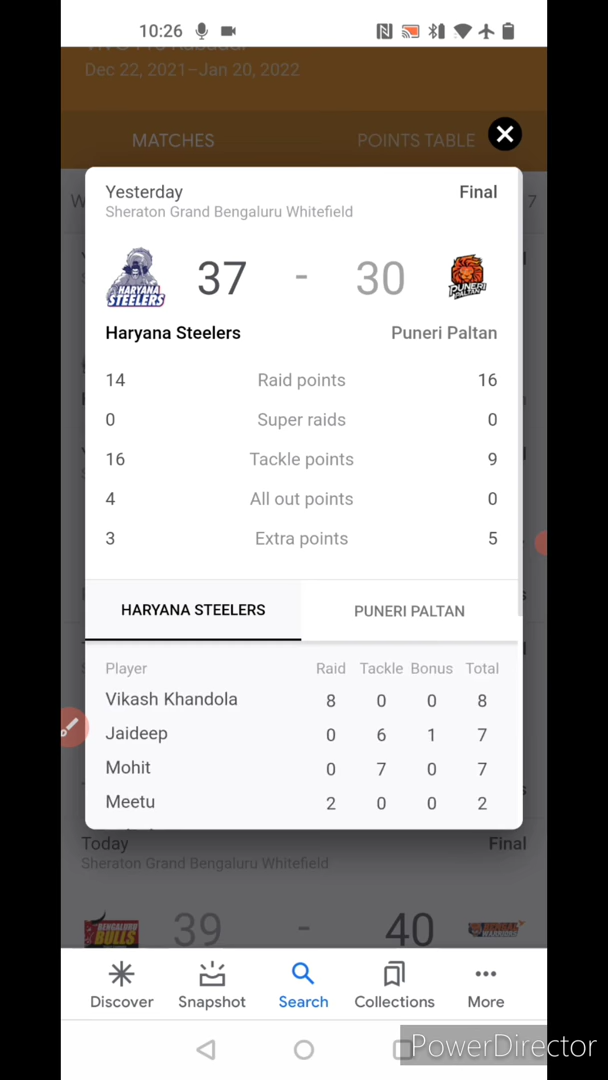 10:26
Dec 22, 2021–Jan 20, 2022
MATCHES POINTS TABLE
7
Yesterday Final
Sheraton Grand Bengaluru Whitefield
HARYANA STEELERS 37 - 30 PUNERI PALTAN
Haryana Steelers Puneri Paltan
14 Raid points 16
0 Super raids 0
16 Tackle points 9
4 All out points 0
3 Extra points 5
HARYANA STEELERS PUNERI PALTAN
Player Raid Tackle Bonus Total
Vikash Khandola 8 0 0 8
Jaideep 0 6 1 7
Mohit 0 7 0 7
Meetu 2 0 0 2
Today Final
Sheraton Grand Bengaluru Whitefield
BENGALURU BULLS 39 - 40 WARRIORS
Discover Snapshot Search Collections More
PowerDirector